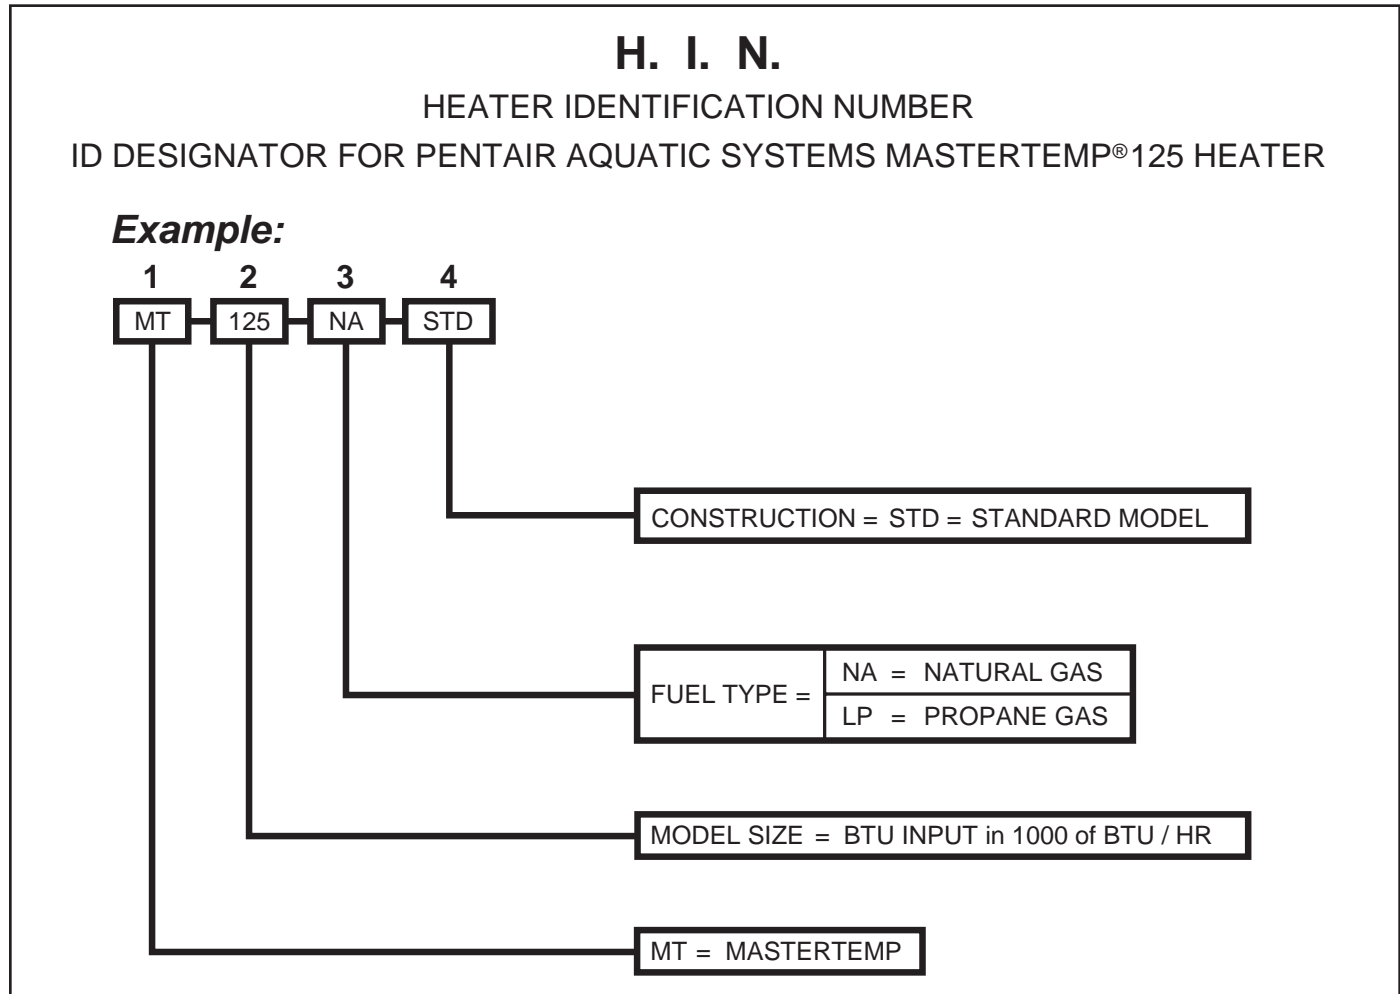 H. I. N.
HEATER IDENTIFICATION NUMBER
ID DESIGNATOR FOR PENTAIR AQUATIC SYSTEMS MASTERTEMP®125 HEATER
Example:
1 2 3 4
MT 125 NA STD
CONSTRUCTION = STD = STANDARD MODEL
FUEL TYPE =
NA = NATURAL GAS
LP = PROPANE GAS
MODEL SIZE = BTU INPUT in 1000 of BTU / HR
MT = MASTERTEMP